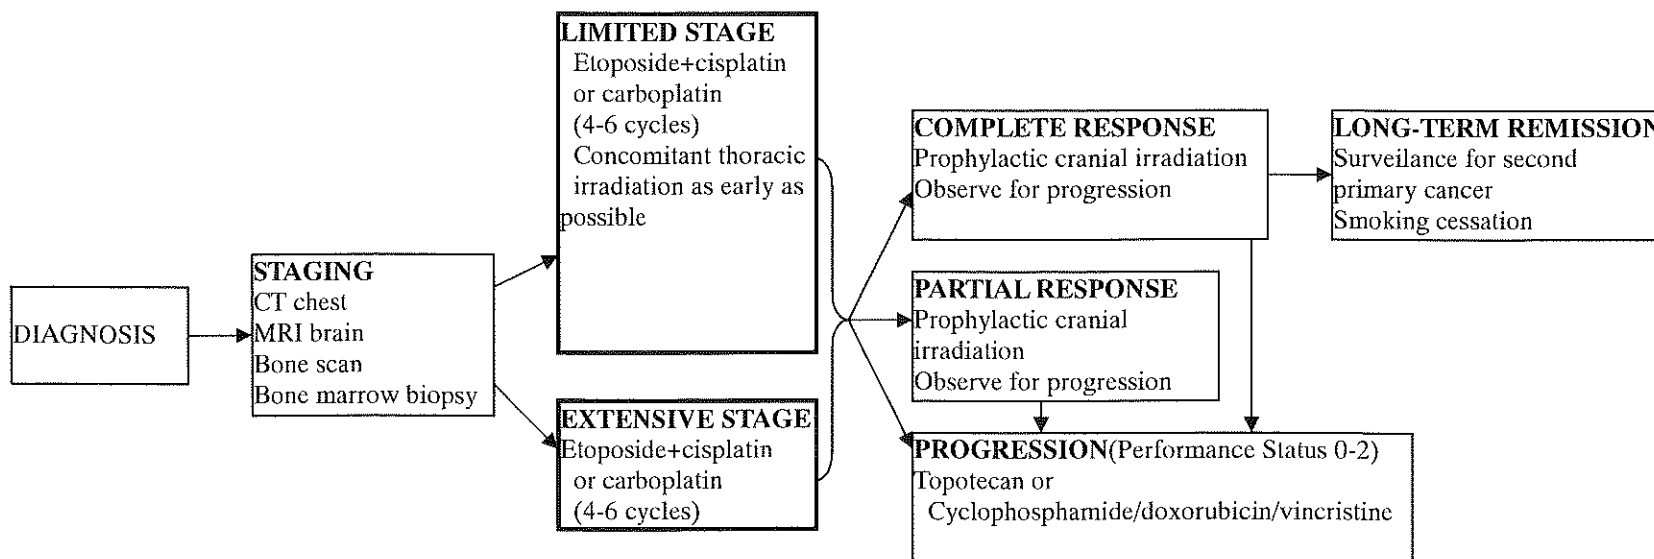 DIAGNOSIS
STAGING
CT chest
MRI brain
Bone scan
Bone marrow biopsy
LIMITED STAGE
Etoposide+cisplatin
or carboplatin
(4-6 cycles)
Concomitant thoracic
irradiation as early as
possible
EXTENSIVE STAGE
Etoposide+cisplatin
or carboplatin
(4-6 cycles)
COMPLETE RESPONSE
Prophylactic cranial irradiation
Observe for progression
PARTIAL RESPONSE
Prophylactic cranial
irradiation
Observe for progression
PROGRESSION(Performance Status 0-2)
Topotecan or
Cyclophosphamide/doxorubicin/vincristine
LONG-TERM REMISSION
Surveilance for second
primary cancer
Smoking cessation